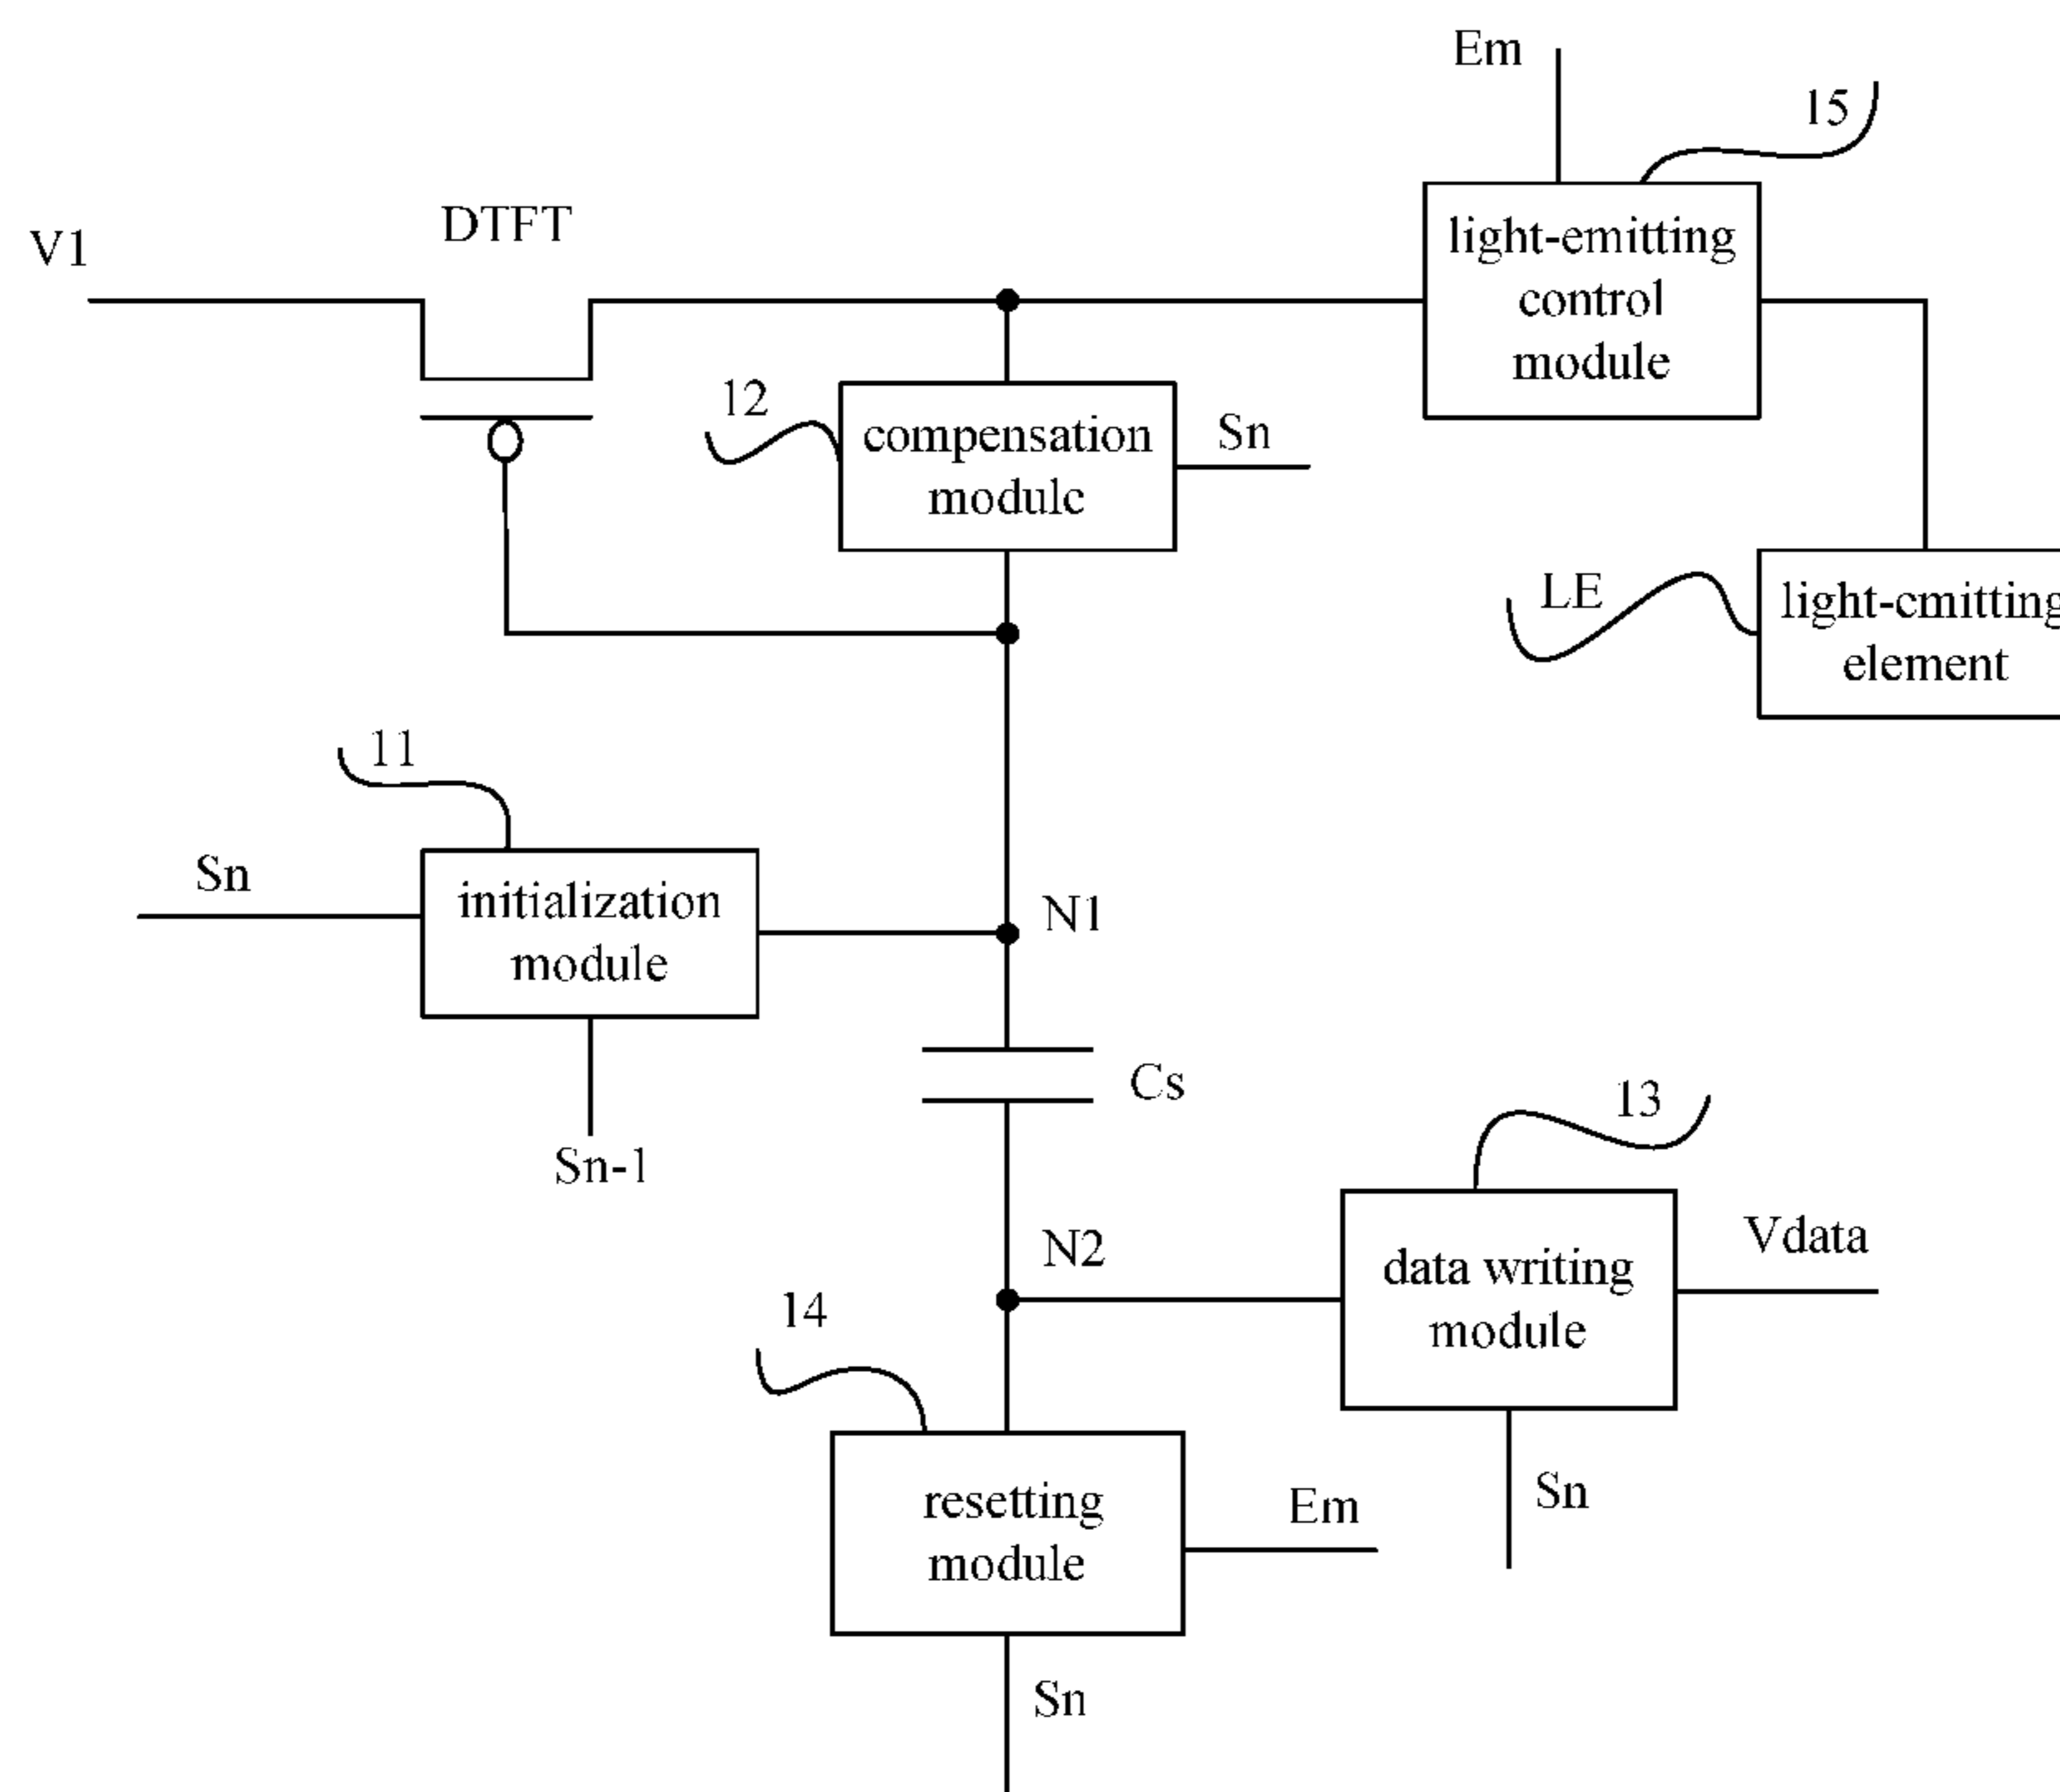 Em
15
V1
DTFT
light-emitting
control
module
12
compensation
module
Sn
LE
light-emitting
element
11
Sn
initialization
module
N1
Sn-1
Cs
13
N2
data writing
module
Vdata
14
resetting
module
Em
Sn
Sn